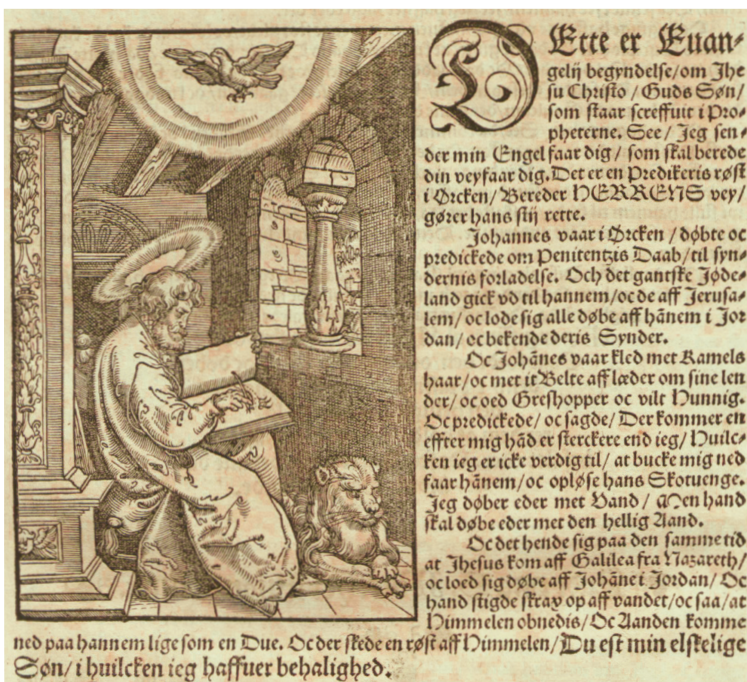 DEtte er Euan-
gelij begyndelse/om Jhe
su Christo / Guds Søn/
som staar screffuit i Pro-
pheterne. See/ Jeg sen-
der min Engel faar dig / som skal berede
din vey faar dig. Det er en Predikeris røst
i Ørcken/ Bereder HERRENS vey/
gører hans stij rette.
Johannes vaar i Ørcken / døbte oc
predickede om Penitentzis Daab/til syn-
dernis forladelse. Och det gantske Jøde-
land gick vd til hannem/oc de aff Jerusa-
lem/ oc lode sig alle døbe aff hãnem i Jor
dan/ oc bekende deris Synder.
Oc Johãnes vaar kled met Kamels
haar/oc met it Belte aff læder om sine len
der/ oc oed Greshopper oc vilt Hunnig.
Oc predickede/ oc sagde/ Der kommer en
effter mig hãd er sterckere end ieg/ Huilc-
ken ieg er icke verdig til/ at bucke mig ned
faar hãnem/oc opløse hans Skotuenge.
Jeg døber eder met Vand / Men hand
skal døbe eder met den hellig Aand.
Oc det hende sig paa den samme tid
at Jhesus kom aff Galilea fra Nazareth/
oc loed sig døbe aff Johãne i Jordan/ Oc
hand stigde strax op aff vandet/oc saa/at
Himmelen obnedis/ Oc Aanden komme
ned paa hannem lige som en Due. Oc der skede en røst aff Himmelen/ Du est min elskelige
Søn/ i huilcken ieg haffuer behalighed.